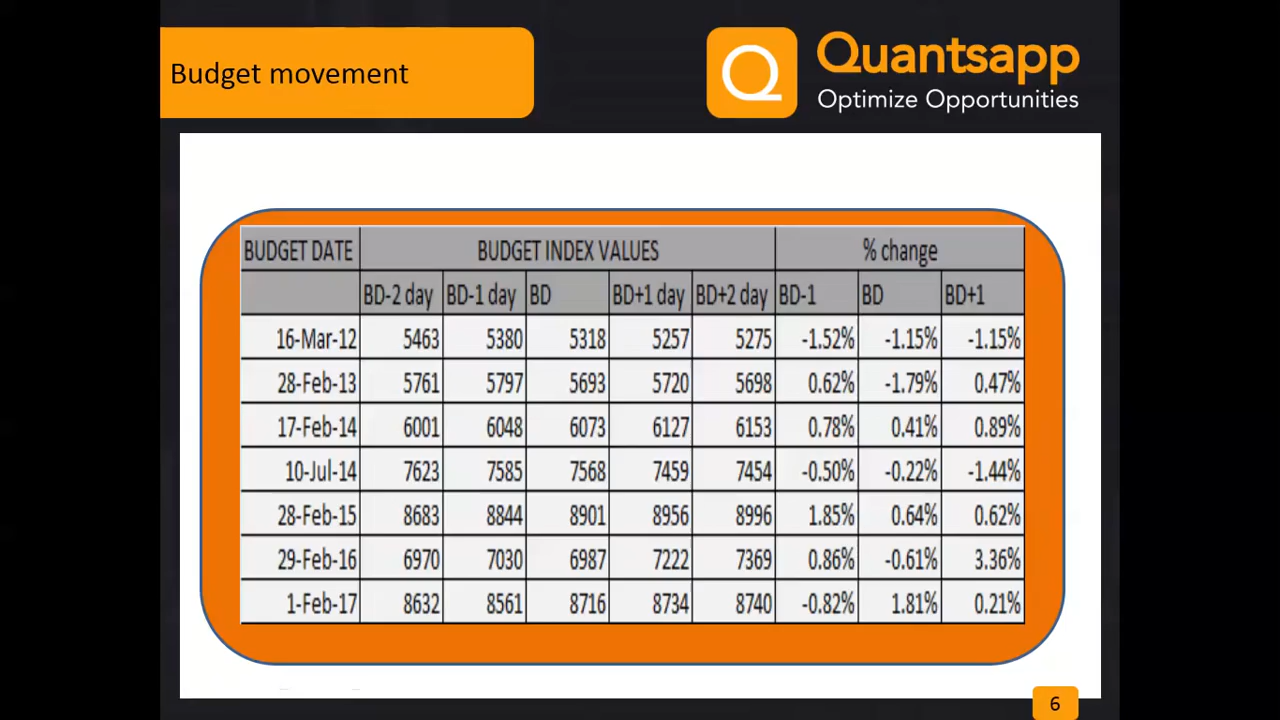 Budget movement
Q
Quantsapp
Optimize Opportunities
BUDGET DATE BUDGET INDEX VALUES % change
BD-2 day BD-1 day BD BD+1 day BD+2 day BD-1 BD BD+1
16-Mar-12 5463 5380 5318 5257 5275 -1.52% -1.15% -1.15%
28-Feb-13 5761 5797 5693 5720 5698 0.62% -1.79% 0.47%
17-Feb-14 6001 6048 6073 6127 6153 0.78% 0.41% 0.89%
10-Jul-14 7623 7585 7568 7459 7454 -0.50% -0.22% -1.44%
28-Feb-15 8683 8844 8901 8956 8996 1.85% 0.64% 0.62%
29-Feb-16 6970 7030 6987 7222 7369 0.86% -0.61% 3.36%
1-Feb-17 8632 8561 8716 8734 8740 -0.82% 1.81% 0.21%
6